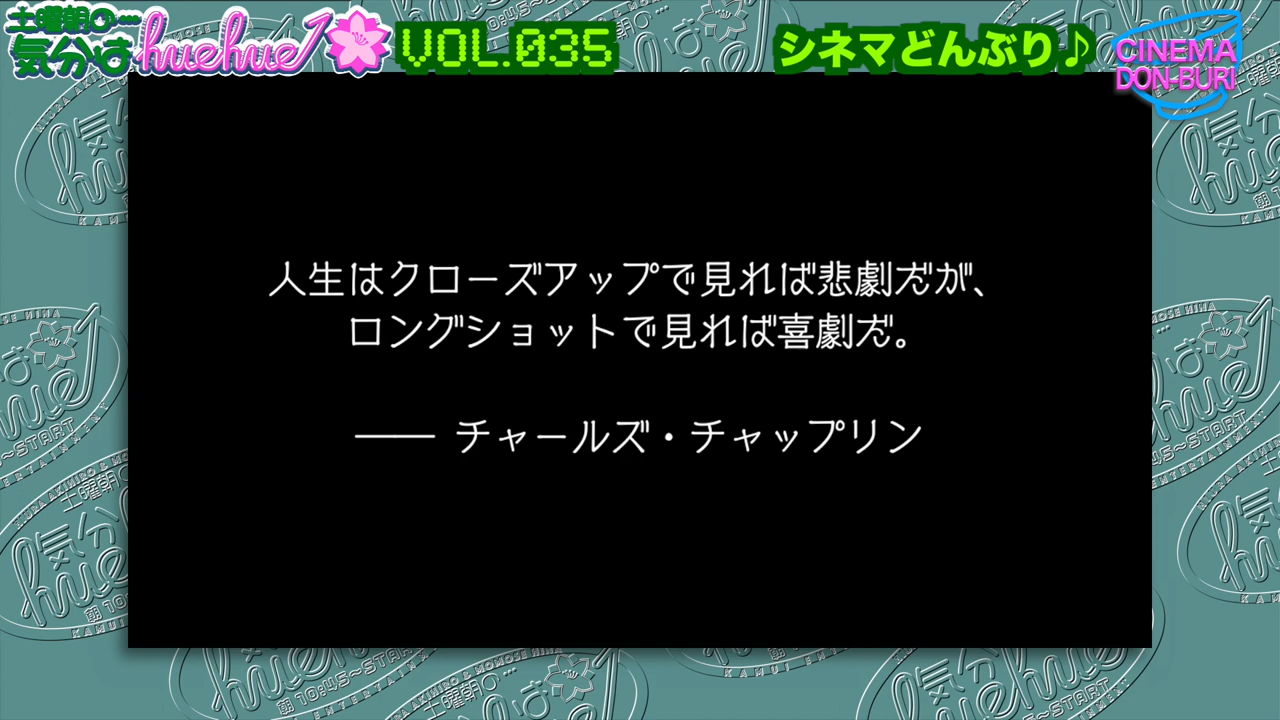 土曜朝の…
気分はhuehue↗
VOL.035
シネマどんぶり♪
CINEMA
DON-BURI
人生はクローズアップで見れば悲劇だが、
ロングショットで見れば喜劇だ。
―― チャールズ・チャップリン